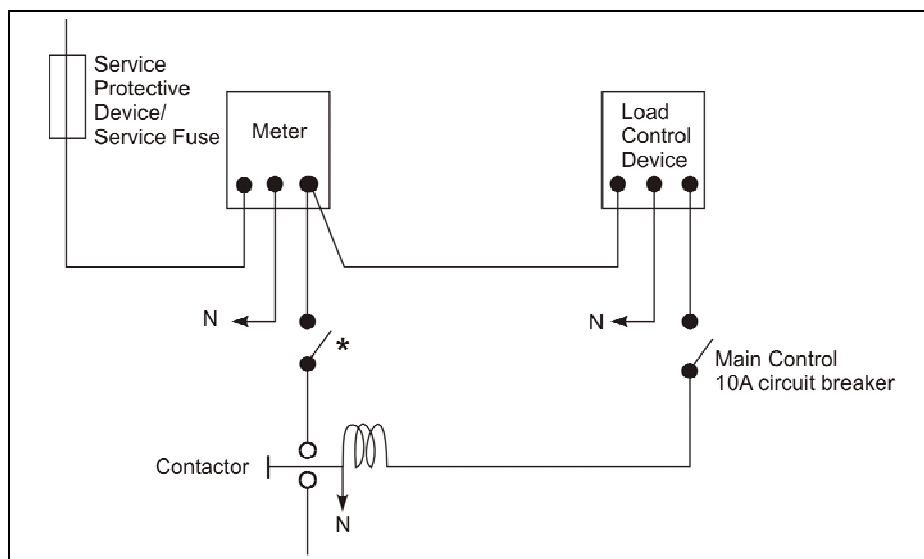 Service
Protective
Device/
Service Fuse
Meter
Load
Control
Device
N
N
*
Main Control
10A circuit breaker
Contactor
N